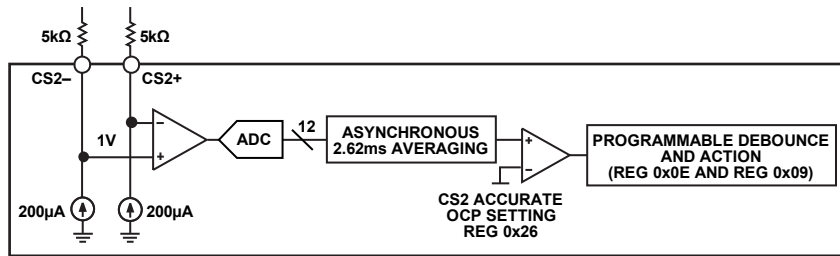 5kΩ
5kΩ
CS2–
CS2+
1V
–
+
ADC
12
ASYNCHRONOUS
2.62ms AVERAGING
+
–
CS2 ACCURATE
OCP SETTING
REG 0x26
PROGRAMMABLE DEBOUNCE
AND ACTION
(REG 0x0E AND REG 0x09)
200µA
200µA